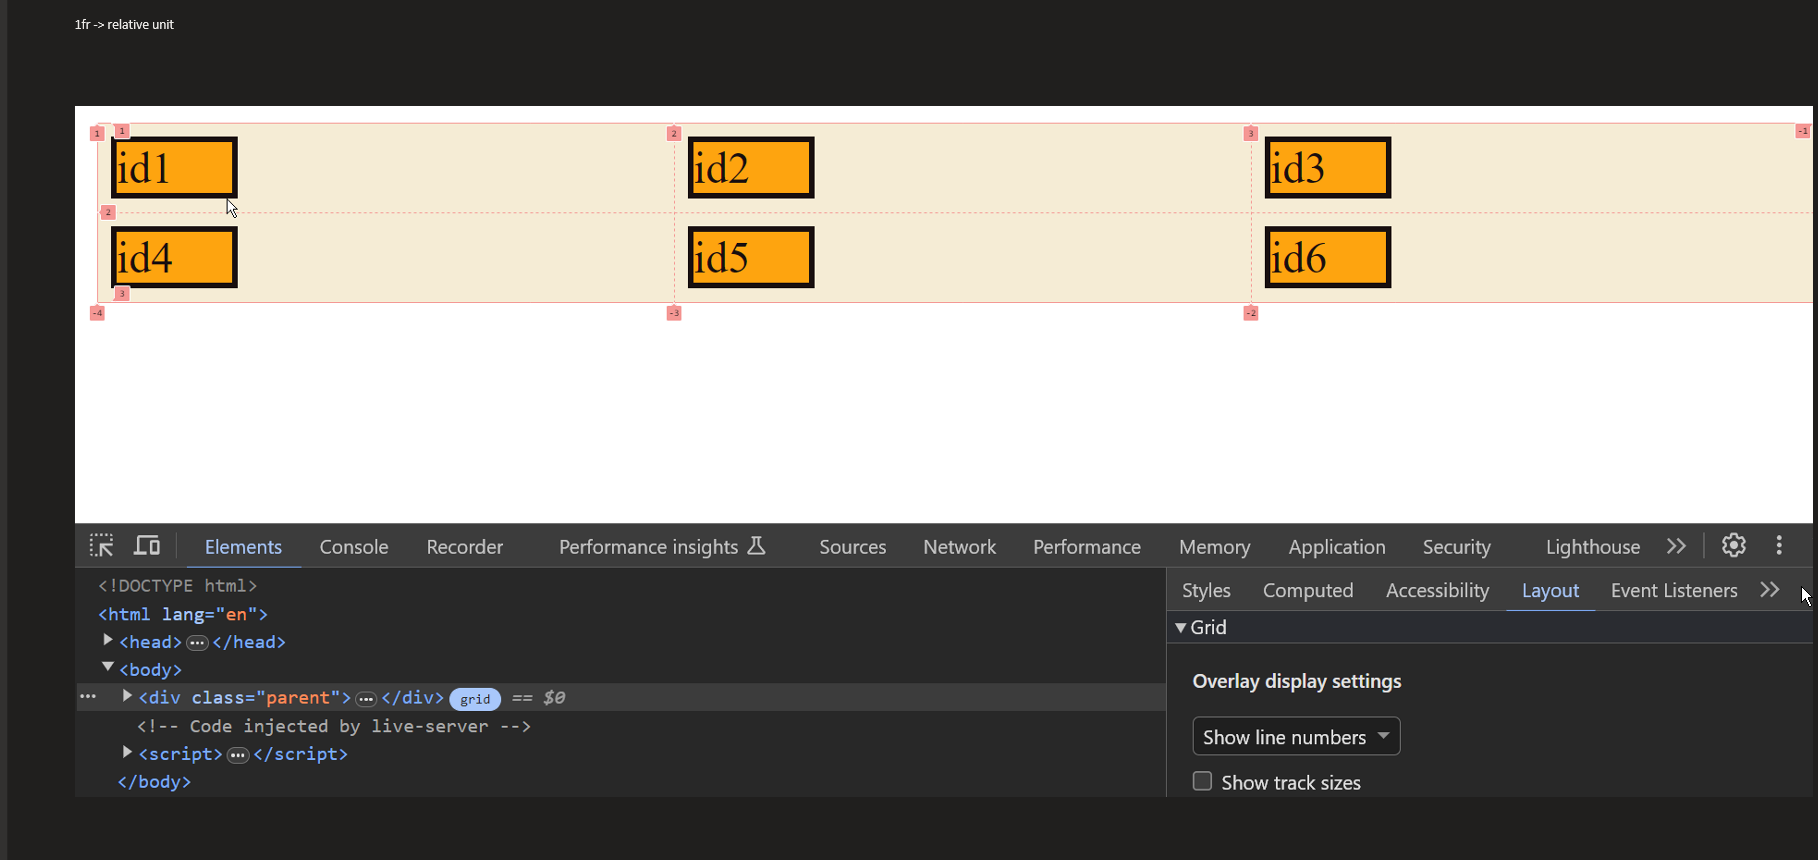 1fr -> relative unit
1 1 2 3 -1
id1 id2 id3
2
id4 id5 id6
3
-4 -3 -2
Elements Console Recorder Performance insights Sources Network Performance Memory Application Security Lighthouse
<!DOCTYPE html>
<html lang="en">
<head> ••• </head>
<body>
••• <div class="parent"> ••• </div> grid == $0
<!-- Code injected by live-server -->
<script> ••• </script>
</body>
Styles Computed Accessibility Layout Event Listeners
Grid
Overlay display settings
Show line numbers
Show track sizes